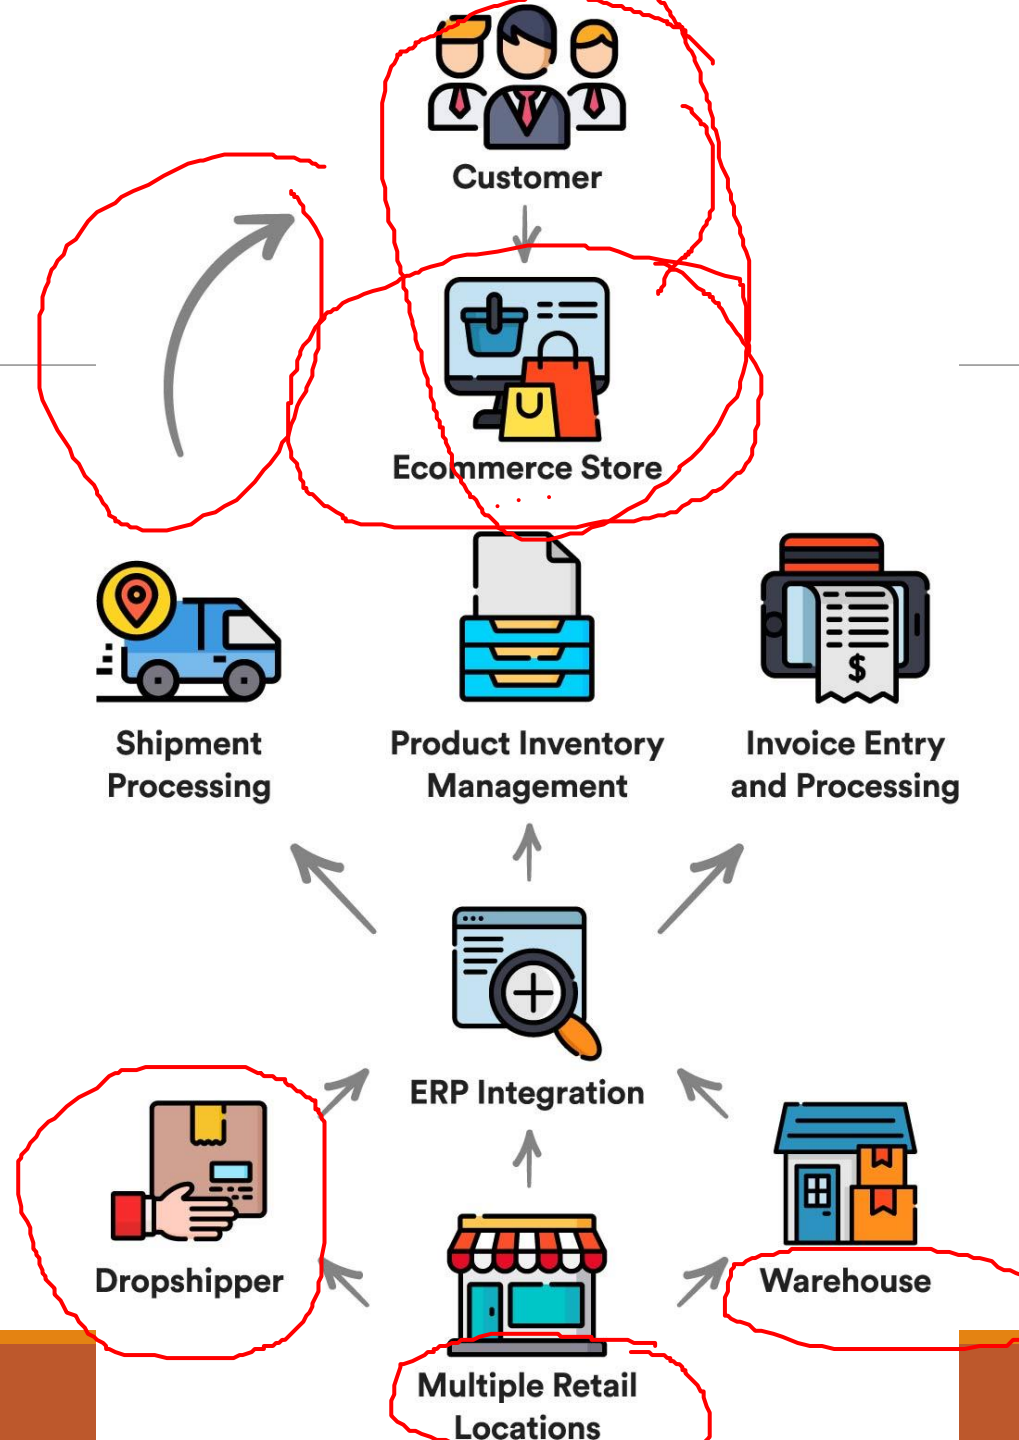 Customer
Ecommerce Store
$
Shipment
Processing
Product Inventory
Management
Invoice Entry
and Processing
ERP Integration
Dropshipper
Warehouse
Multiple Retail
Locations